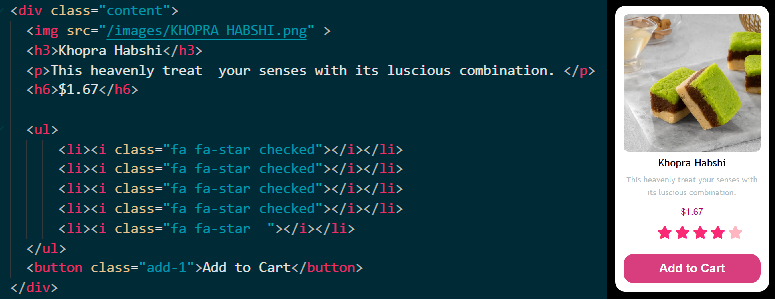 <div class="content">
<img src="/images/KHOPRA HABSHI.png" >
<h3>Khopra Habshi</h3>
<p>This heavenly treat  your senses with its luscious combination. </p>
<h6>$1.67</h6>
<ul>
<li><i class="fa fa-star checked"></i></li>
<li><i class="fa fa-star checked"></i></li>
<li><i class="fa fa-star checked"></i></li>
<li><i class="fa fa-star checked"></i></li>
<li><i class="fa fa-star  "></i></li>
</ul>
<button class="add-1">Add to Cart</button>
</div>
Khopra Habshi
This heavenly treat your senses with
its luscious combination.
$1.67
Add to Cart